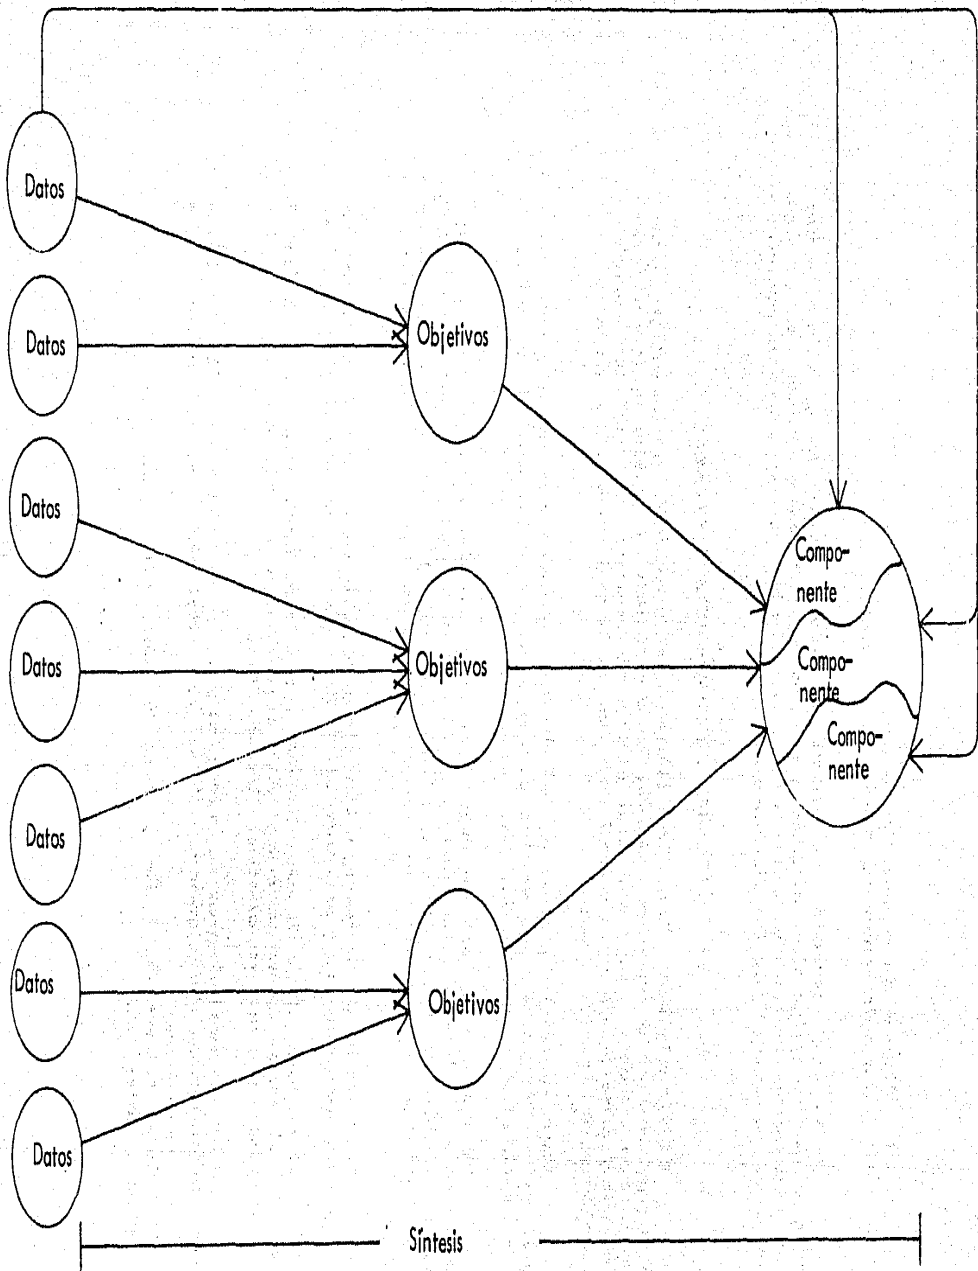 Datos
Datos
Datos
Datos
Datos
Datos
Datos
Objetivos
Objetivos
Objetivos
Compo-
nente
Compo-
nente
Compo-
nente
Síntesis